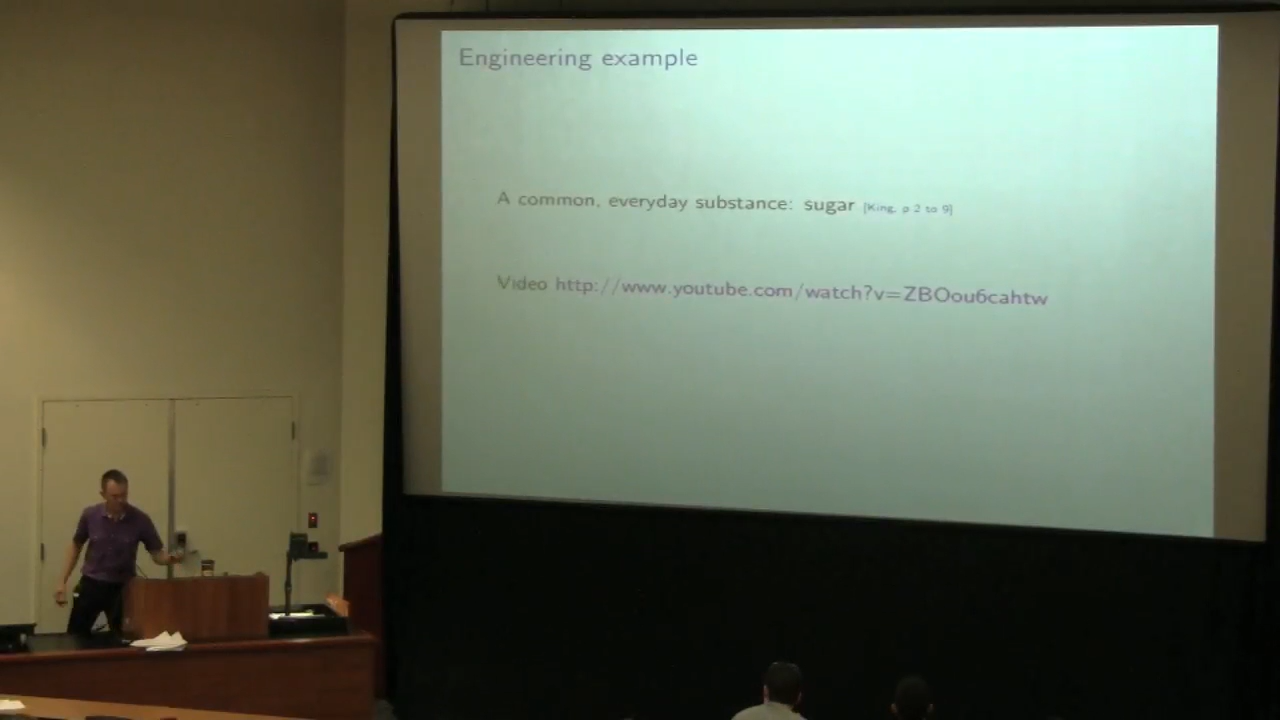 Engineering example
A common, everyday substance: sugar [King, p 2 to 9]
Video http://www.youtube.com/watch?v=ZBOou6cahtw